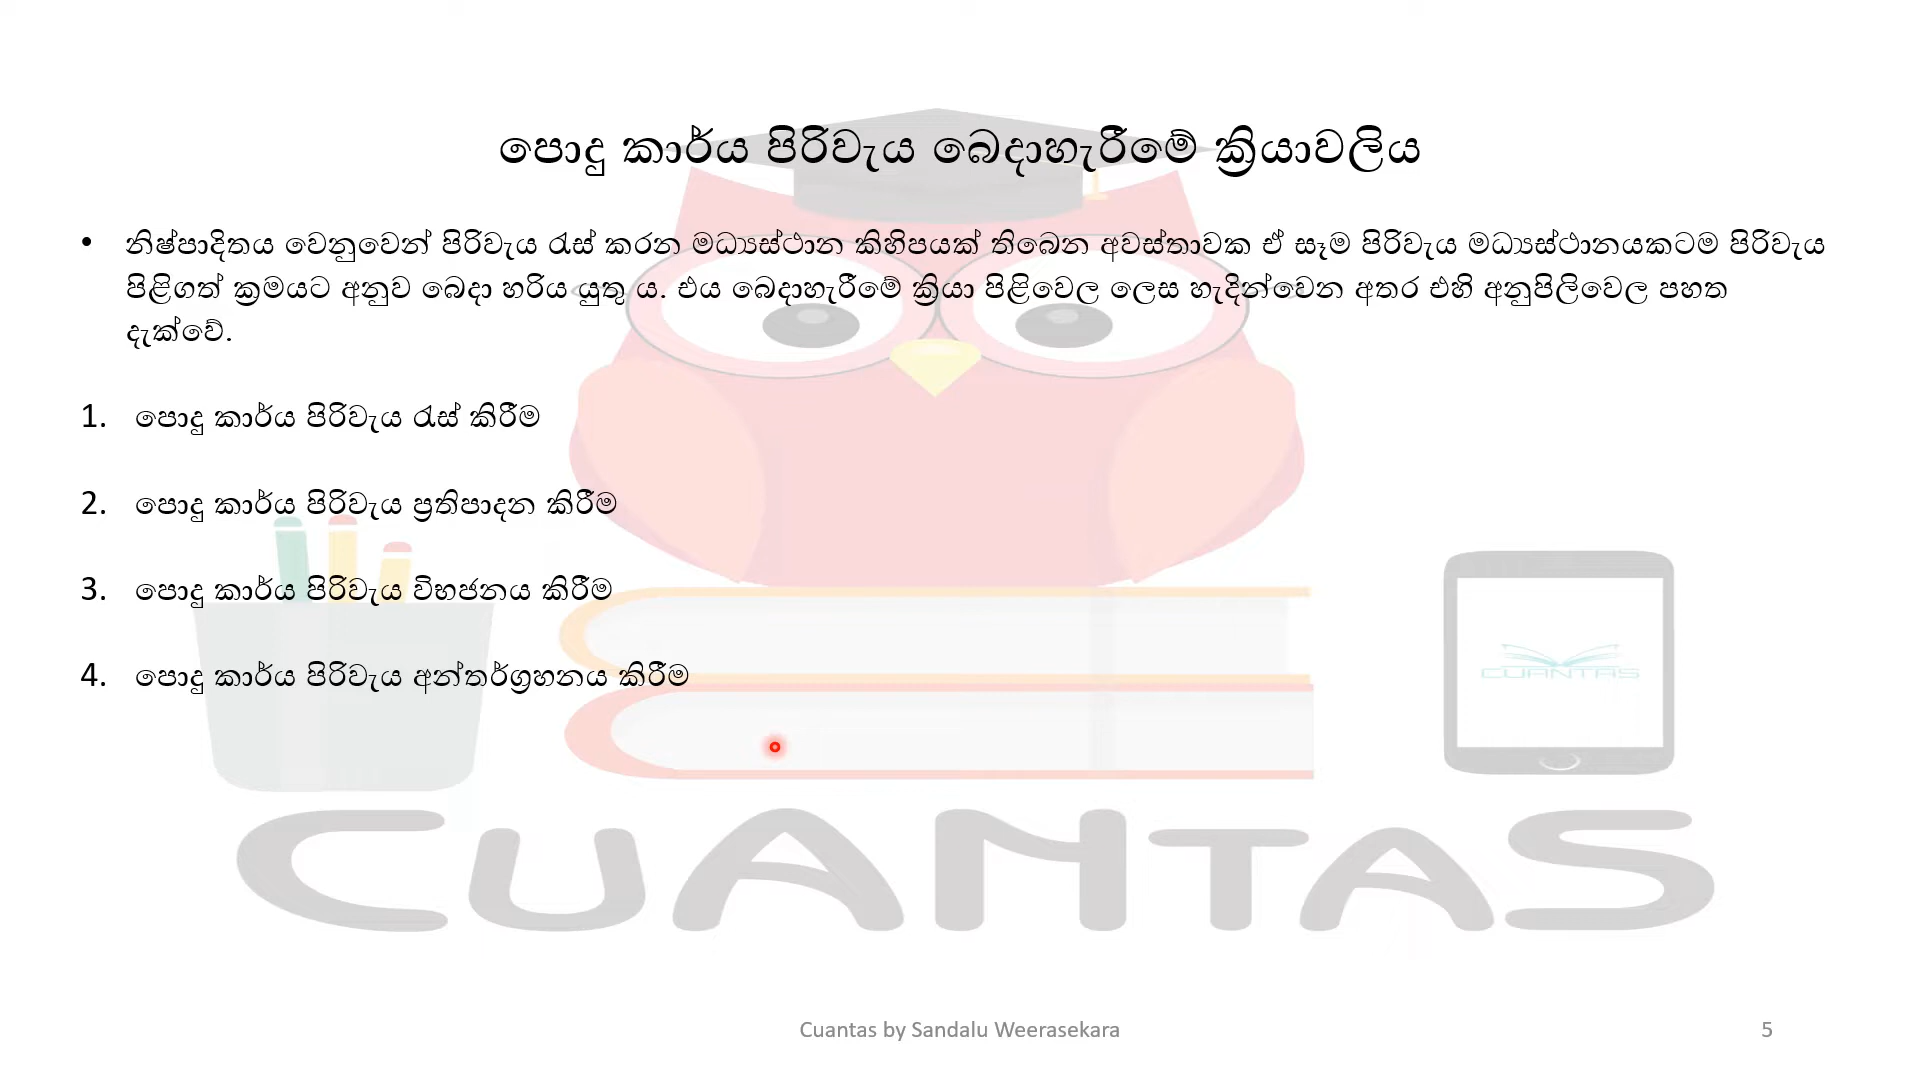 පොදු කාර්ය පිරිවැය බෙදාහැරීමේ ක්‍රියාවලිය
• නිෂ්පාදිතය වෙනුවෙන් පිරිවැය රැස් කරන මධ්‍යස්ථාන කිහිපයක් තිබෙන අවස්තාවක ඒ සෑම පිරිවැය මධ්‍යස්ථානයකටම පිරිවැය
පිළිගත් ක්‍රමයට අනුව බෙදා හරිය යුතු ය. එය බෙදාහැරීමේ ක්‍රියා පිළිවෙල ලෙස හැදින්වෙන අතර එහි අනුපිලිවෙල පහත
දැක්වේ.
1. පොදු කාර්ය පිරිවැය රැස් කිරීම
2. පොදු කාර්ය පිරිවැය ප්‍රතිපාදන කිරීම
3. පොදු කාර්ය පිරිවැය විභජනය කිරීම
4. පොදු කාර්ය පිරිවැය අන්තර්ග්‍රහනය කිරීම
CUANTAS
CUANTAS
Cuantas by Sandalu Weerasekara
5